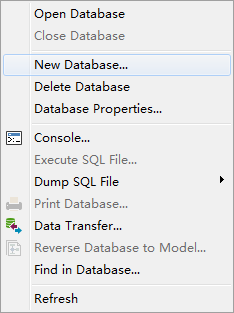 Open Database
Close Database
New Database...
Delete Database
Database Properties...
Console...
Execute SQL File...
Dump SQL File
Print Database...
Data Transfer...
Reverse Database to Model...
Find in Database...
Refresh